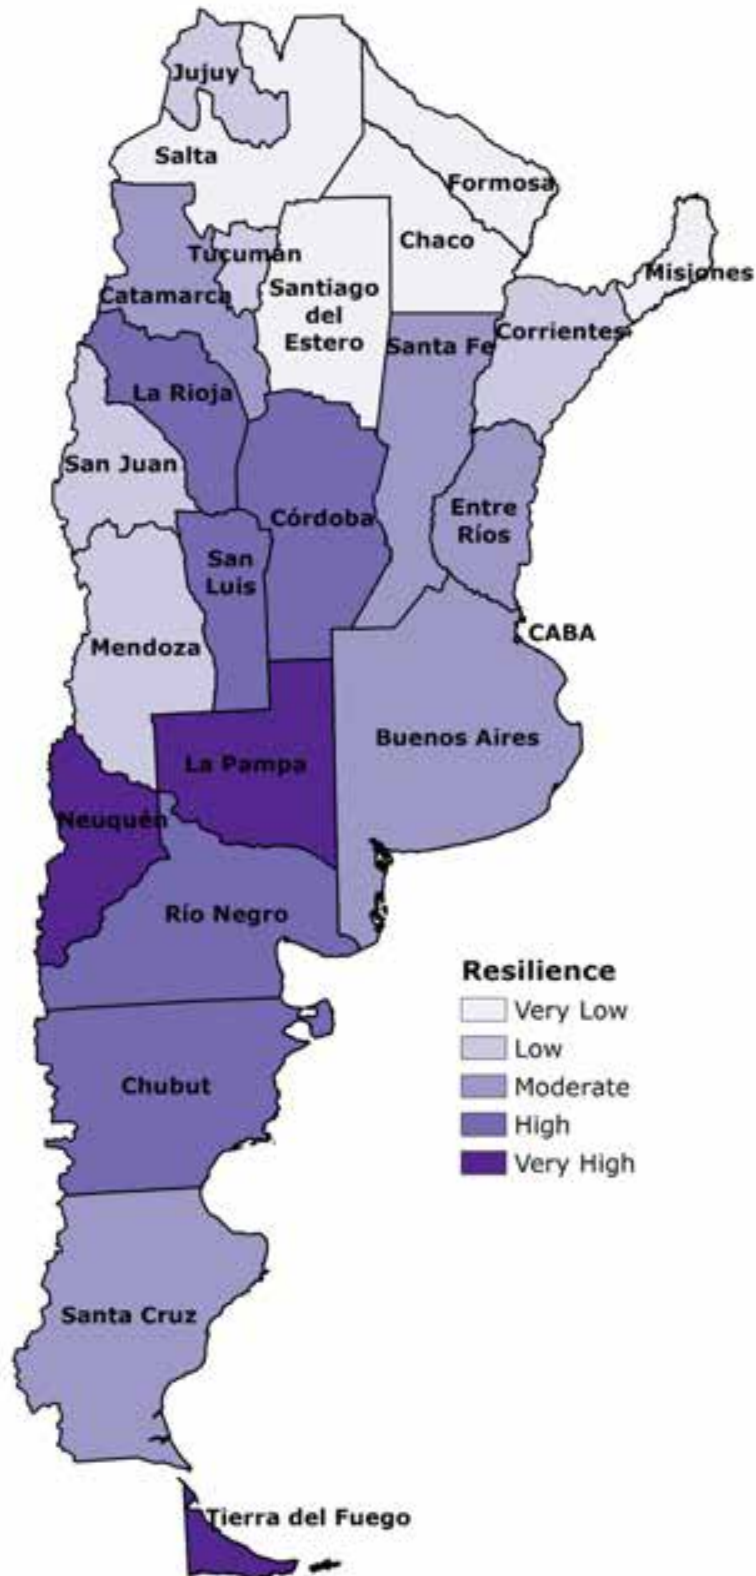 Jujuy
Salta
Formosa
Chaco
Tucumán
Misiones
Catamarca
Santiago
del
Estero
Santa Fe
Corrientes
La Rioja
San Juan
Córdoba
Entre
Ríos
San
Luis
CABA
Mendoza
Buenos Aires
La Pampa
Neuquén
Río Negro
Resilience
Very Low
Low
Moderate
High
Very High
Chubut
Santa Cruz
Tierra del Fuego